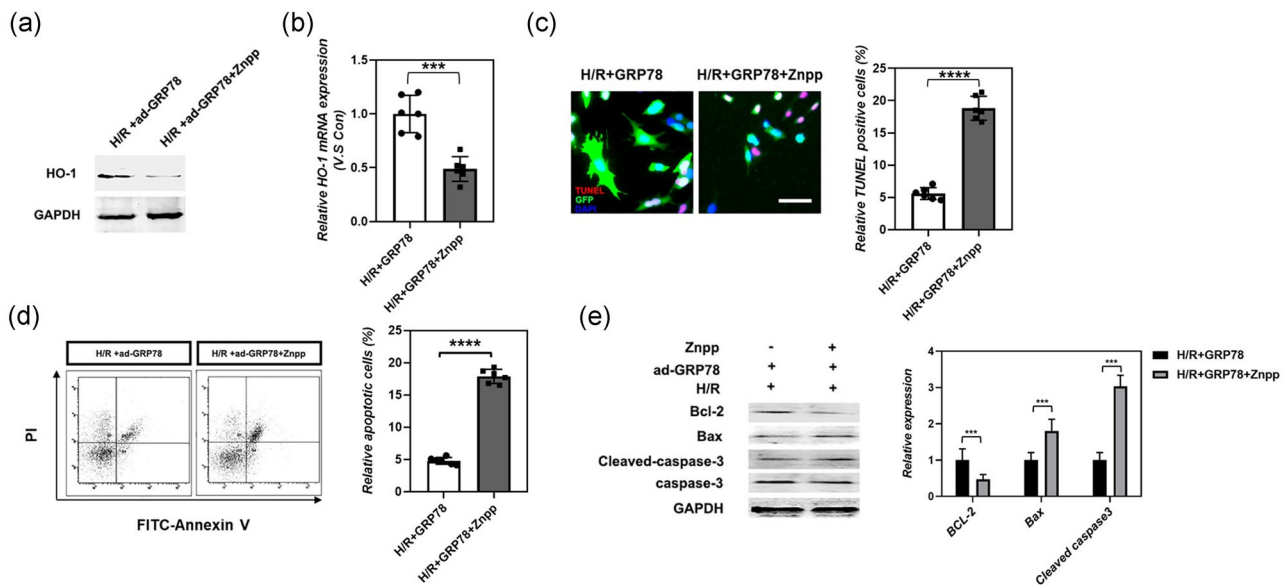 (a)
H/R +ad-GRP78
H/R +ad-GRP78+Znpp
HO-1
GAPDH
(b)
Relative HO-1 mRNA expression
(V.S Con)
1.5
1.0
0.5
0.0
***
H/R+GRP78
H/R+GRP78+Znpp
(c)
H/R+GRP78
H/R+GRP78+Znpp
TUNEL
GFP
DAPI
Relative TUNEL positive cells (%)
25
20
15
10
5
0
****
H/R+GRP78
H/R+GRP78+Znpp
(d)
H/R +ad-GRP78
H/R +ad-GRP78+Znpp
PI
FITC-Annexin V
Relative apoptotic cells (%)
25
20
15
10
5
0
****
H/R+GRP78
H/R+GRP78+Znpp
(e)
Znpp - +
ad-GRP78 + +
H/R + +
Bcl-2
Bax
Cleaved-caspase-3
caspase-3
GAPDH
Relative expression
4
3
2
1
0
***
***
***
BCL-2
Bax
Cleaved caspase3
H/R+GRP78
H/R+GRP78+Znpp